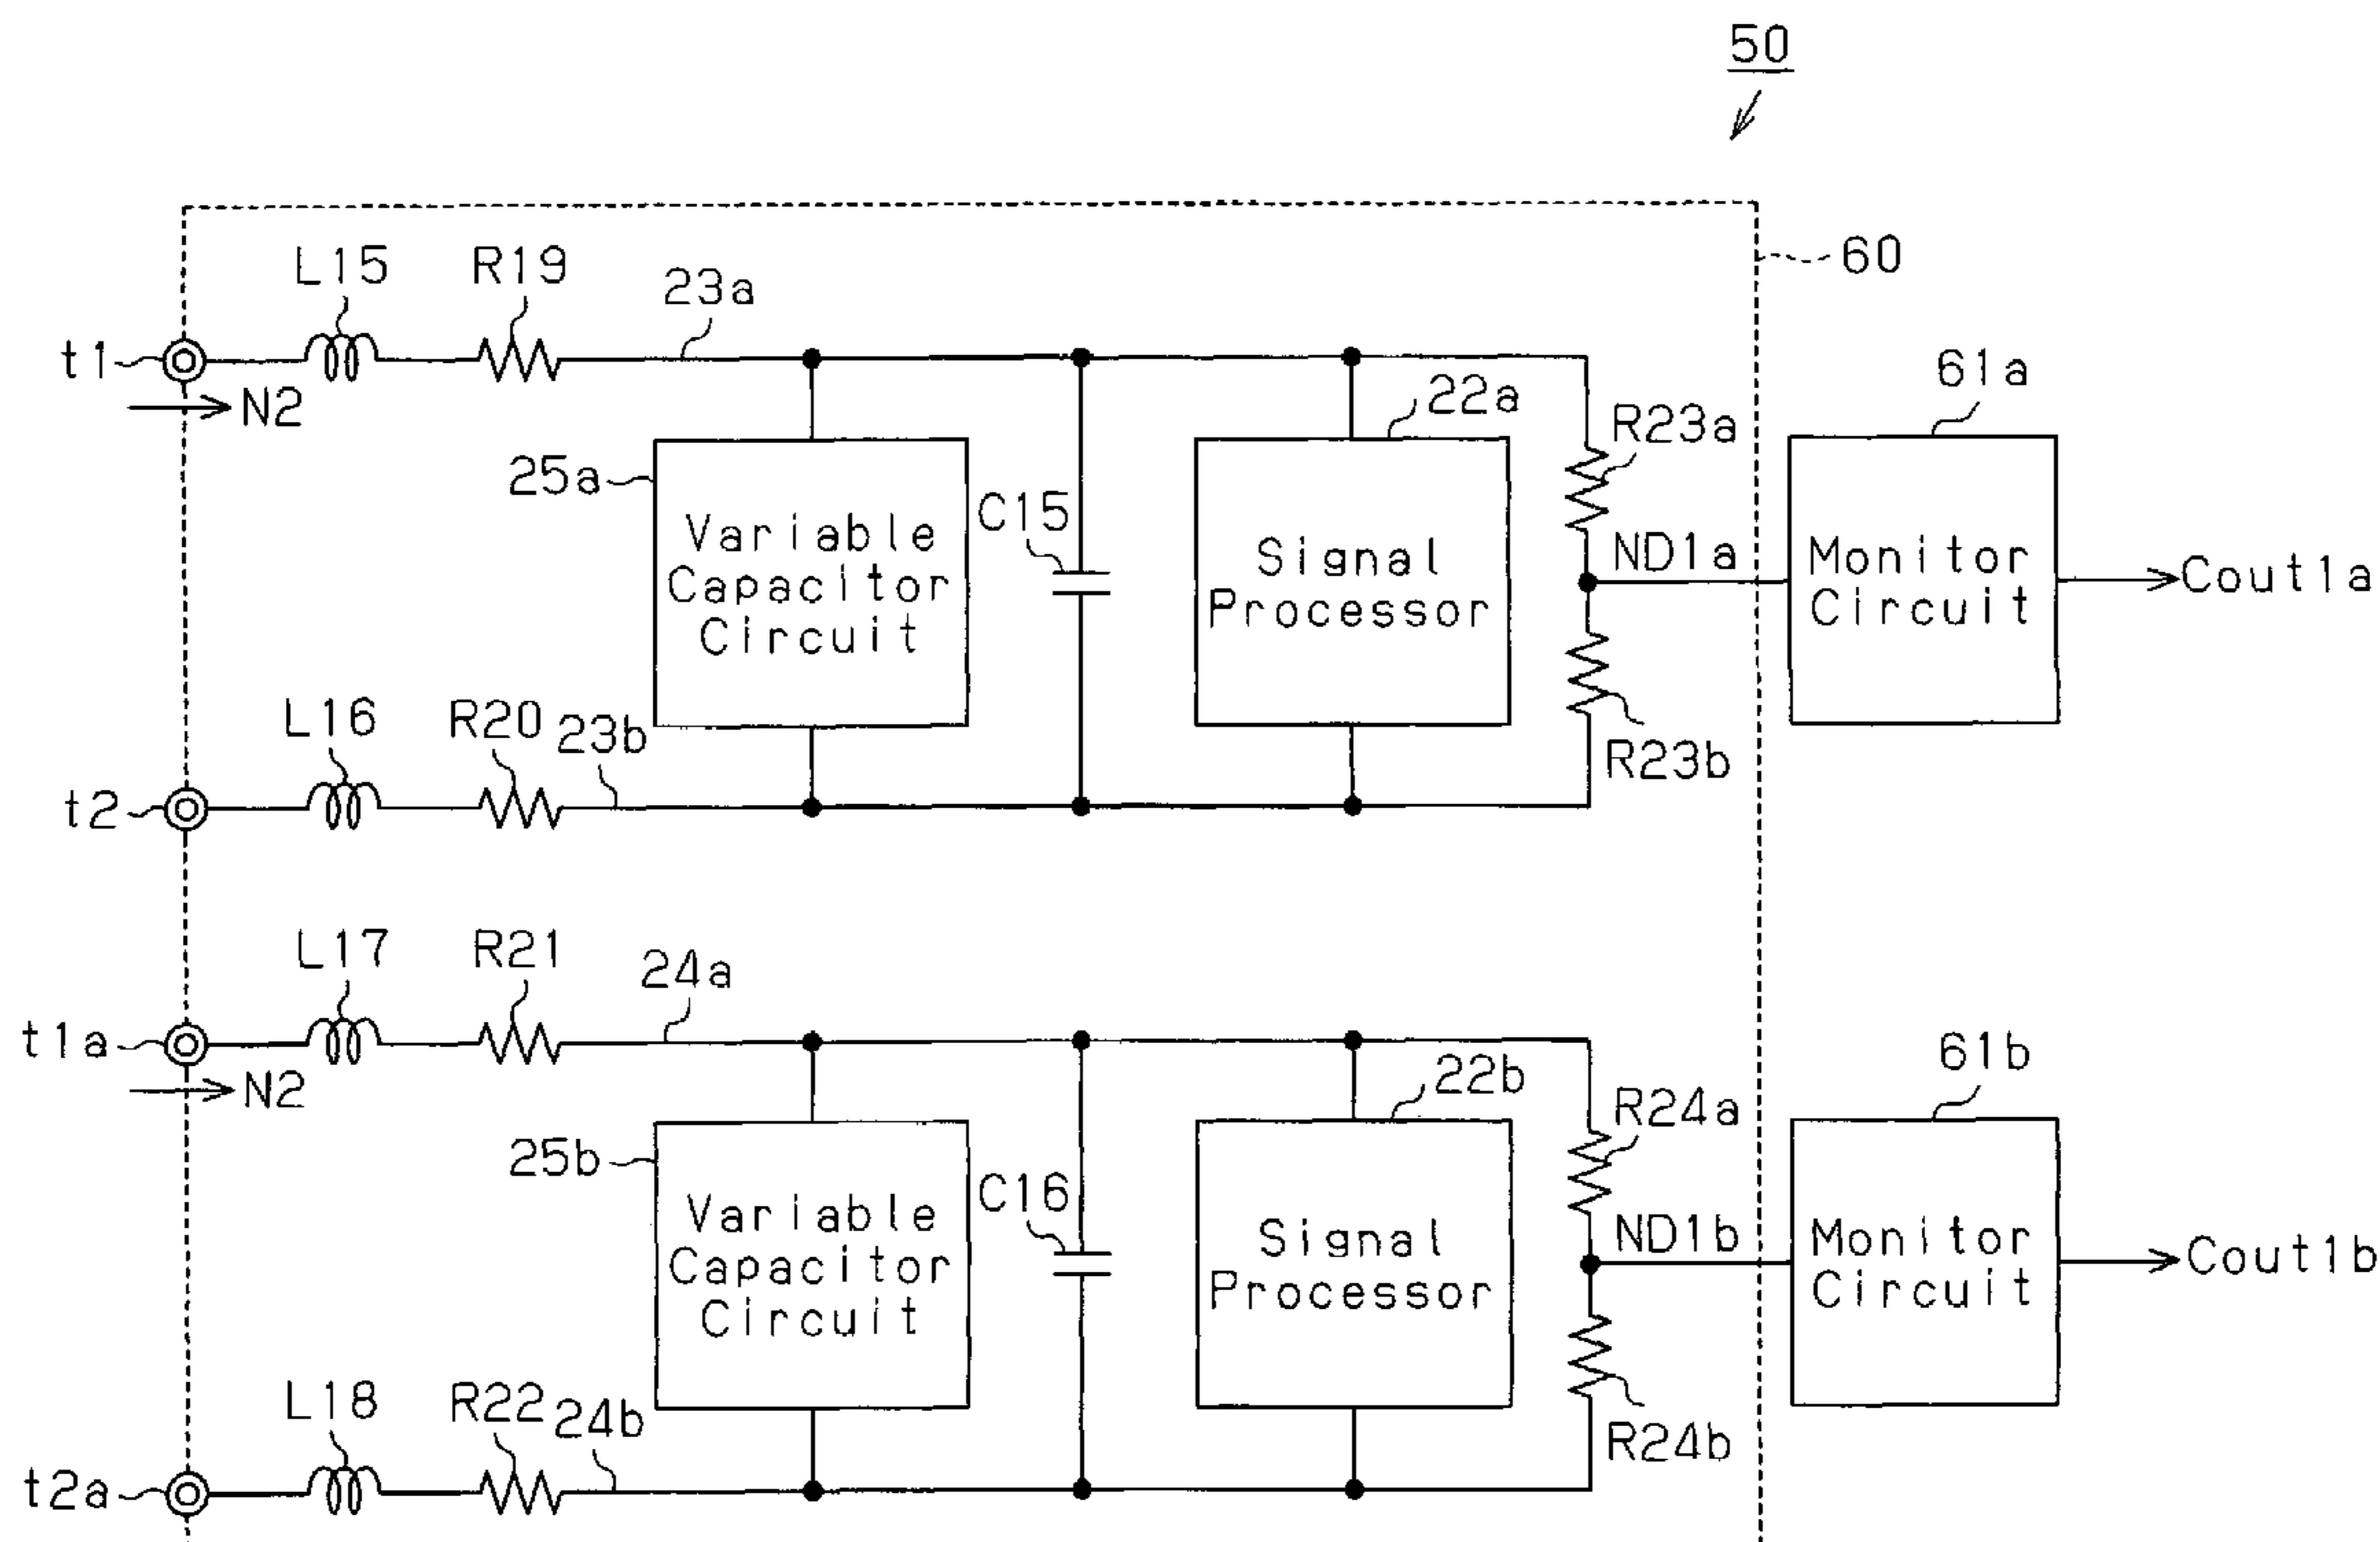 50
60
L15
R19
23a
t1
N2
61a
22a
R23a
25a
C15
Variable
Capacitor
Circuit
Signal
Processor
ND1a
Monitor
Circuit
Cout1a
L16
R20
23b
R23b
t2
L17
R21
24a
t1a
N2
61b
22b
R24a
25b
C16
Variable
Capacitor
Circuit
Signal
Processor
ND1b
Monitor
Circuit
Cout1b
L18
R22
24b
R24b
t2a